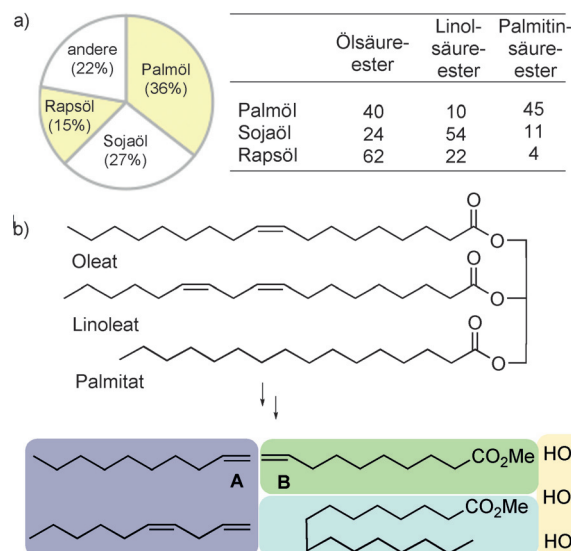 a)
andere
(22%)
Palmöl
(36%)
Rapsöl
(15%)
Sojaöl
(27%)
Ölsäure-
ester
Linol-
säure-
ester
Palmitin-
säure-
ester
Palmöl 40 10 45
Sojaöl 24 54 11
Rapsöl 62 22 4
b)
O
O
Oleat
O
O
Linoleat
O
O
Palmitat
A B CO2Me HO
CO2Me HO
HO